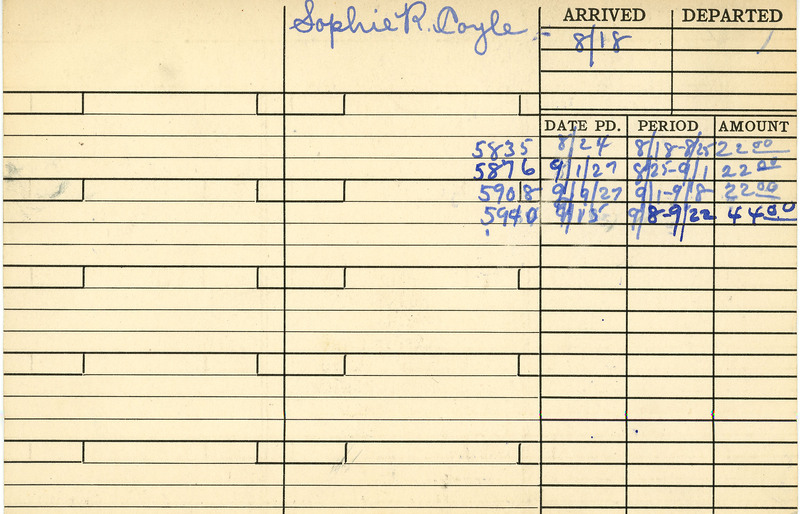 Sophie R. Coyle -
ARRIVED DEPARTED
8/18
DATE PD. PERIOD AMOUNT
5835 8/24 8/18-8/25 22 00
5876 9/1/27 8/25-9/1 22 00
5908 9/9/27 9/1-9/8 22 00
5940 9/15 9/8-9/22 44 00